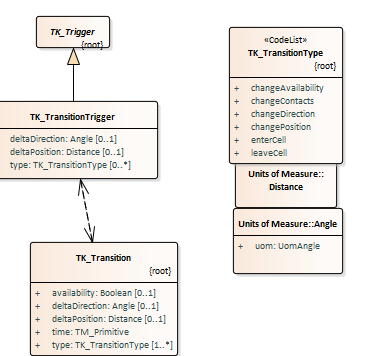 TK_Trigger
{root}
TK_TransitionTrigger
deltaDirection: Angle [0..1]
deltaPosition: Distance [0..1]
type: TK_TransitionType [0..*]
TK_Transition
{root}
+ availability: Boolean [0..1]
+ deltaDirection: Angle [0..1]
+ deltaPosition: Distance [0..1]
+ time: TM_Primitive
+ type: TK_TransitionType [1..*]
«CodeList»
TK_TransitionType
{root}
+ changeAvailability
+ changeContacts
+ changeDirection
+ changePosition
+ enterCell
+ leaveCell
Units of Measure::
Distance
Units of Measure::Angle
+ uom: UomAngle